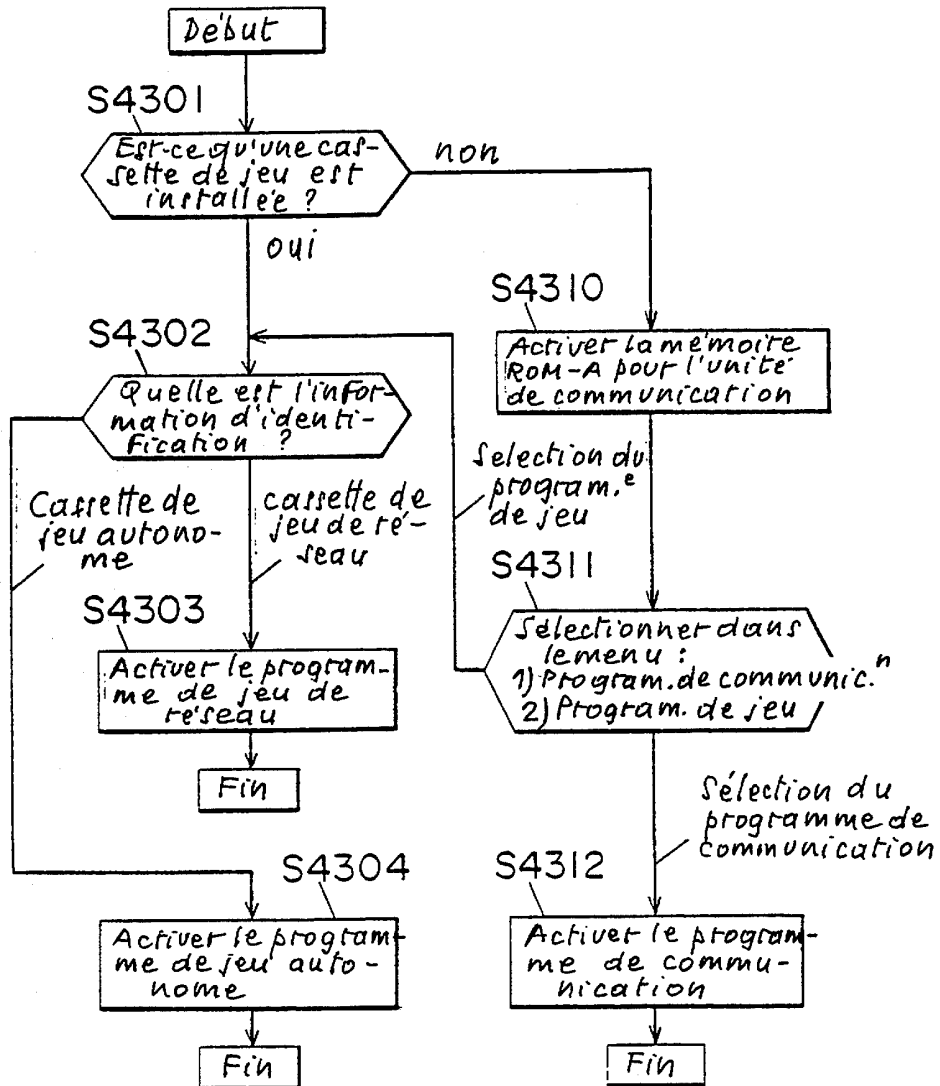 Début
S4301
Est-ce qu'une cas-
sette de jeu est
installée ?
non
oui
S4310
Activer la mémoire
ROM-A pour l'unité
de communication
S4302
Quelle est l'infor-
mation d'identi-
fication ?
Selection du
program.e
de jeu
Cassette de
jeu autono-
me
cassette de
jeu de ré-
seau
S4311
Sélectionner dans
le menu :
1) Program. de communic.n
2) Program. de jeu
S4303
Activer le program-
me de jeu de
réseau
Fin
Sélection du
programme de
communication
S4304
Activer le program-
me de jeu auto-
nome
Fin
S4312
Activer le program-
me de commu-
nication
Fin